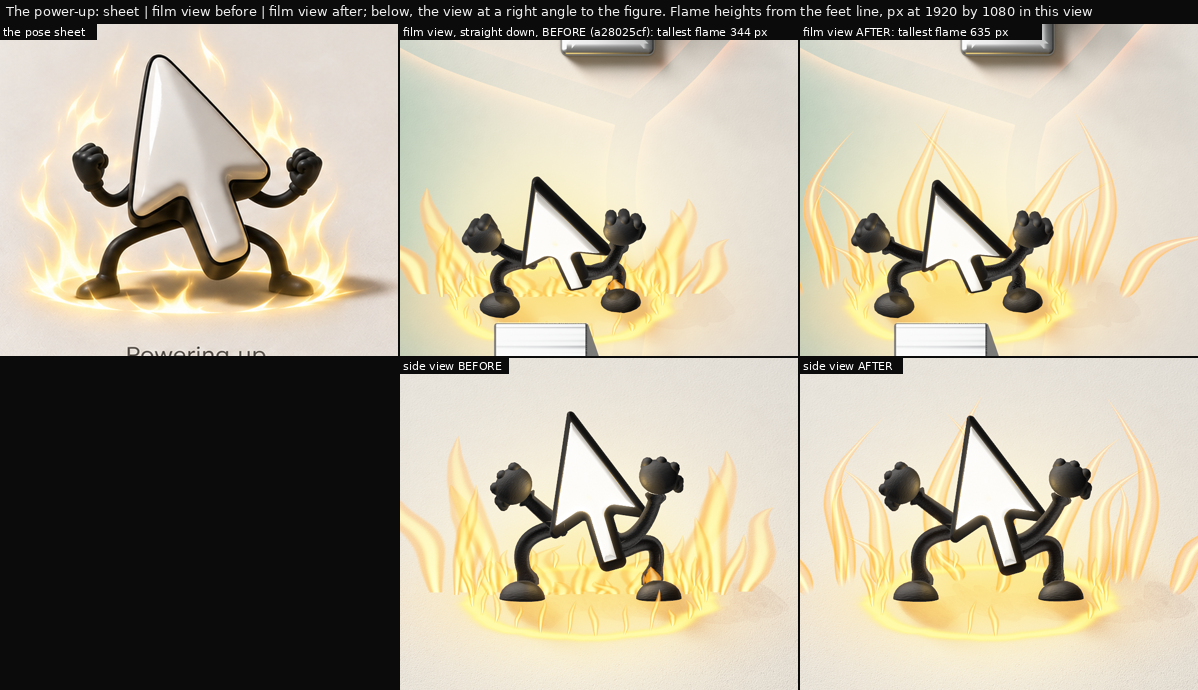 The power-up: sheet | film view before | film view after; below, the view at a right angle to the figure. Flame heights from the feet line, px at 1920 by 1080 in this view
the pose sheet
film view, straight down, BEFORE (a28025cf): tallest flame 344 px
film view AFTER: tallest flame 635 px
Powering up
side view BEFORE
side view AFTER